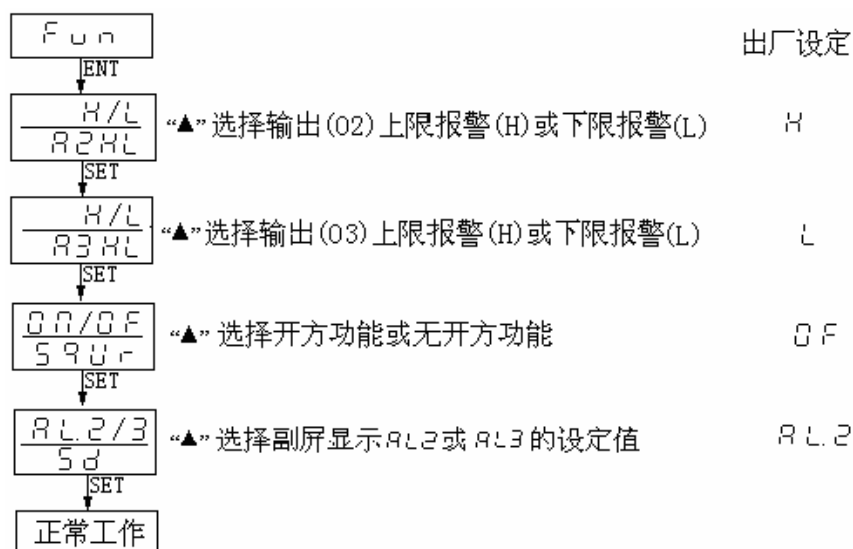 Fun
出厂设定
ENT
H/L
A2HL
“▲”选择输出(O2)上限报警(H)或下限报警(L)
H
SET
H/L
A3HL
“▲”选择输出(O3)上限报警(H)或下限报警(L)
L
SET
ON/OF
SQUr
“▲”选择开方功能或无开方功能
OF
SET
AL.2/3
Sd
“▲”选择副屏显示AL2或AL3的设定值
AL.2
SET
正常工作